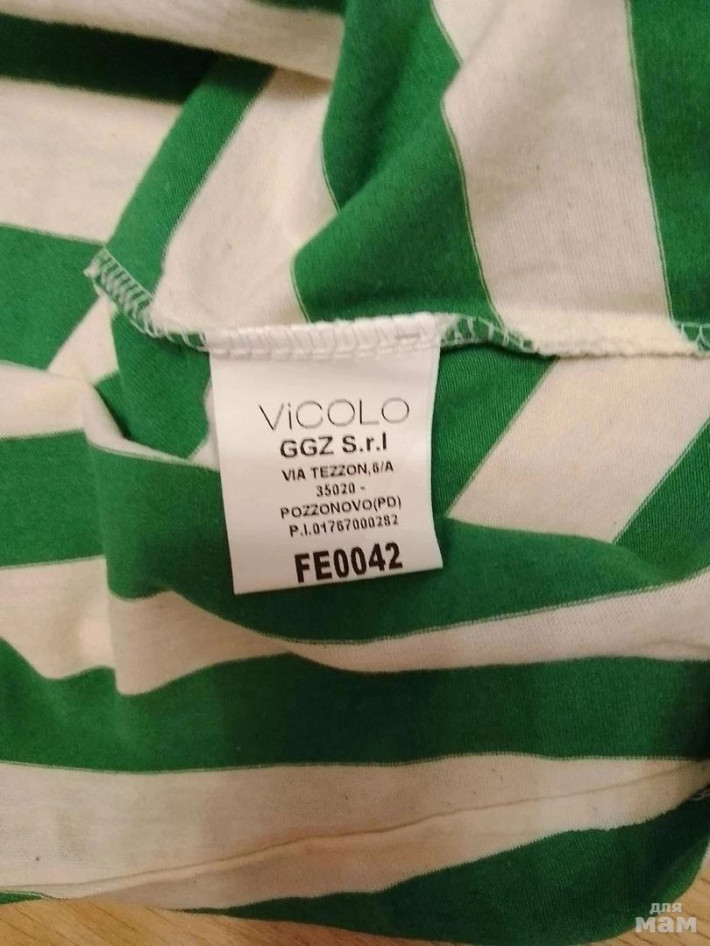 ViCOLO
GGZ S.r.l
VIA TEZZON,6/A
35020 -
POZZONOVO(PD)
P.I.01767000282
FE0042
для
мам